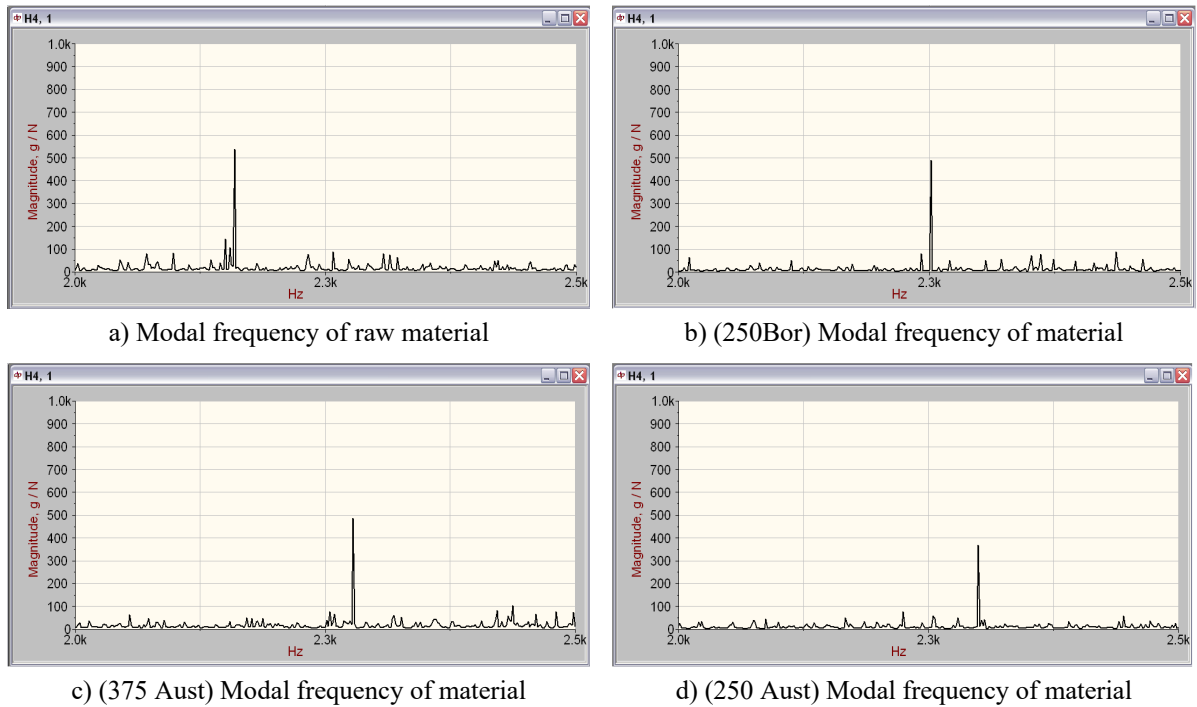 H4, 1
1.0k
900
800
700
600
500
400
300
200
100
0
Magnitude, g / N
2.0k
2.3k
2.5k
Hz
a) Modal frequency of raw material
H4, 1
1.0k
900
800
700
600
500
400
300
200
100
0
Magnitude, g / N
2.0k
2.3k
2.5k
Hz
b) (250Bor) Modal frequency of material
H4, 1
1.0k
900
800
700
600
500
400
300
200
100
0
Magnitude, g / N
2.0k
2.3k
2.5k
Hz
c) (375 Aust) Modal frequency of material
H4, 1
1.0k
900
800
700
600
500
400
300
200
100
0
Magnitude, g / N
2.0k
2.3k
2.5k
Hz
d) (250 Aust) Modal frequency of material